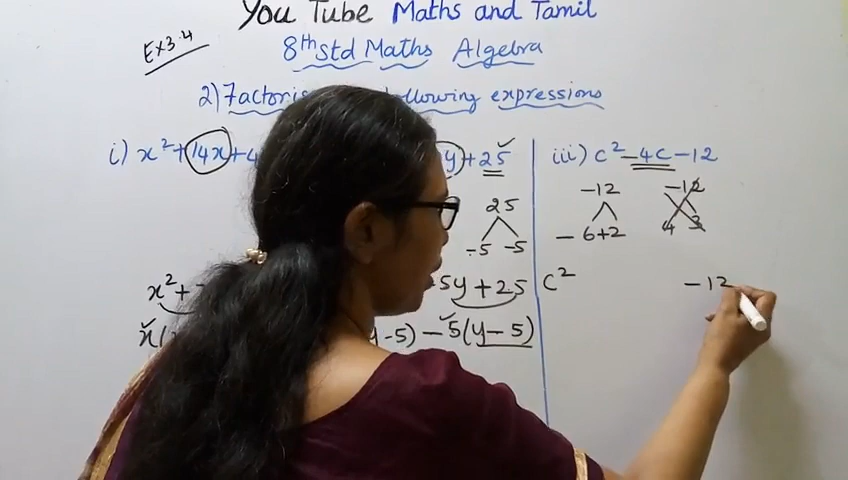 You Tube Maths and Tamil
Ex 3.4
8th Std Maths Algebra
2) Factoris ollowing expressions
i) x² + 14x + 4 y + 25 iii) c² - 4c - 12
25 -12 -12
-5 -5 - 6 + 2 4 3
x² + 5y + 25 c² - 12
x( y - 5) - 5(y - 5)